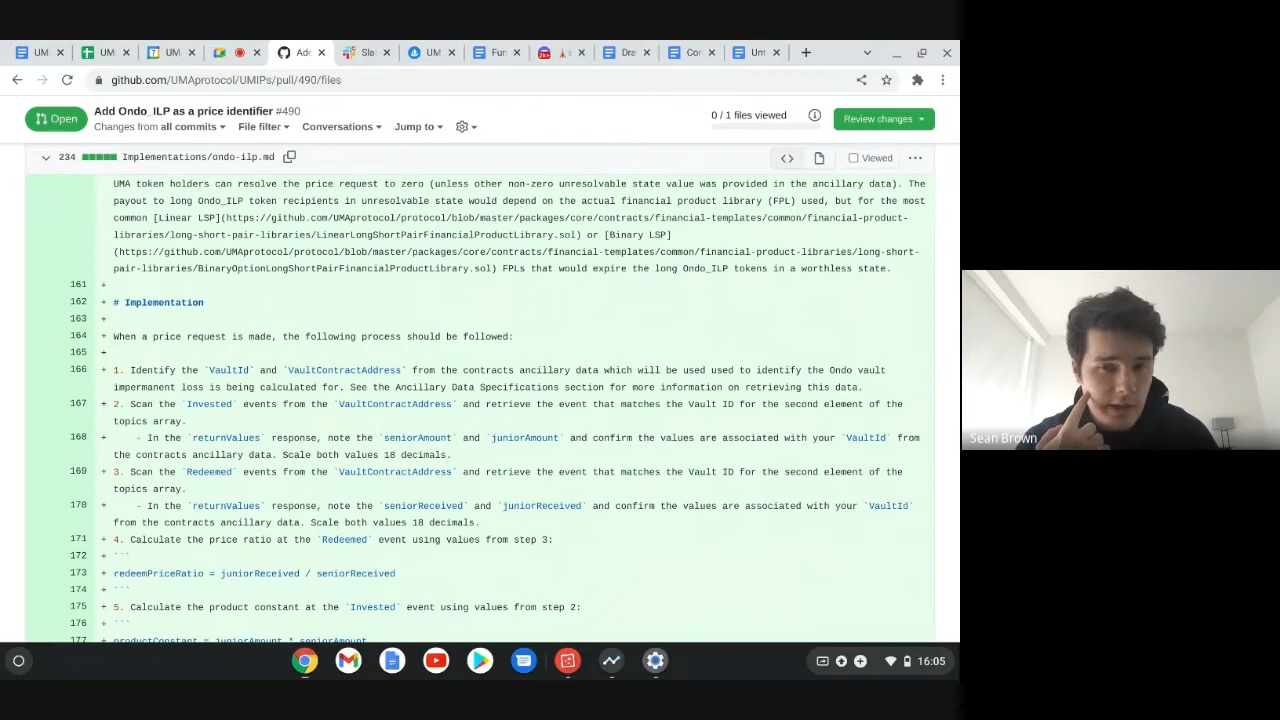 UM
UM
UM
Add
Sla
UM
Fun
Dra
Cor
Unt
github.com/UMAprotocol/UMIPs/pull/490/files
Open
Add Ondo_ILP as a price identifier #490
Changes from all commits
File filter
Conversations
Jump to
0 / 1 files viewed
Review changes
234 Implementations/ondo-ilp.md
Viewed
UMA token holders can resolve the price request to zero (unless other non-zero unresolvable state value was provided in the ancillary data). The
payout to long Ondo_ILP token recipients in unresolvable state would depend on the actual financial product library (FPL) used, but for the most
common [Linear LSP](https://github.com/UMAprotocol/protocol/blob/master/packages/core/contracts/financial-templates/common/financial-product-
libraries/long-short-pair-libraries/LinearLongShortPairFinancialProductLibrary.sol) or [Binary LSP]
(https://github.com/UMAprotocol/protocol/blob/master/packages/core/contracts/financial-templates/common/financial-product-libraries/long-short-
pair-libraries/BinaryOptionLongShortPairFinancialProductLibrary.sol) FPLs that would expire the long Ondo_ILP tokens in a worthless state.
161 +
162 + # Implementation
163 +
164 + When a price request is made, the following process should be followed:
165 +
166 + 1. Identify the `VaultId` and `VaultContractAddress` from the contracts ancillary data which will be used used to identify the Ondo vault
impermanent loss is being calculated for. See the Ancillary Data Specifications section for more information on retrieving this data.
167 + 2. Scan the `Invested` events from the `VaultContractAddress` and retrieve the event that matches the Vault ID for the second element of the
topics array.
168 + - In the `returnValues` response, note the `seniorAmount` and `juniorAmount` and confirm the values are associated with your `VaultId` from
the contracts ancillary data. Scale both values 18 decimals.
169 + 3. Scan the `Redeemed` events from the `VaultContractAddress` and retrieve the event that matches the Vault ID for the second element of the
topics array.
170 + - In the `returnValues` response, note the `seniorReceived` and `juniorReceived` and confirm the values are associated with your `VaultId`
from the contracts ancillary data. Scale both values 18 decimals.
171 + 4. Calculate the price ratio at the `Redeemed` event using values from step 3:
172 + ```
173 + redeemPriceRatio = juniorReceived / seniorReceived
174 + ```
175 + 5. Calculate the product constant at the `Invested` event using values from step 2:
176 + ```
177 + productConstant = juniorAmount * seniorAmount
Sean Brown
16:05